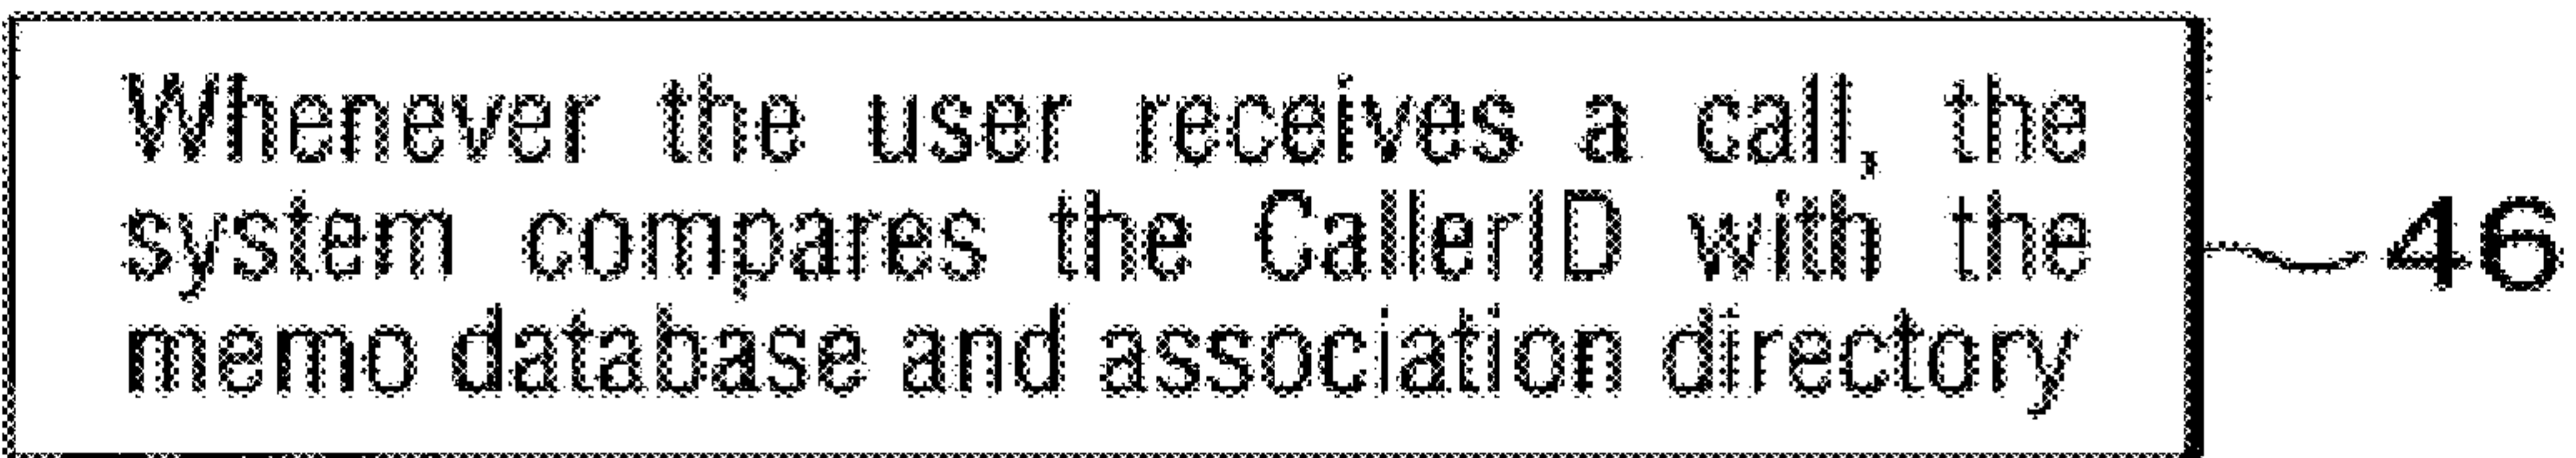 Whenever the user receives a call, the
system compares the CallerID with the
memo database and association directory
46